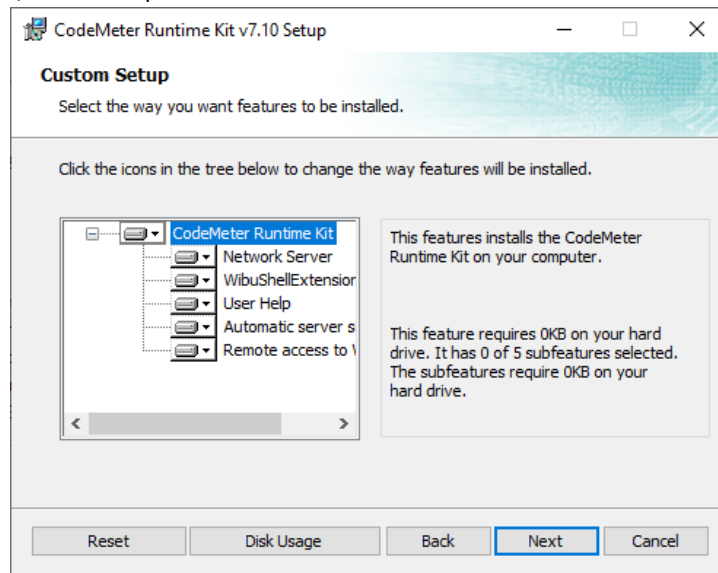 CodeMeter Runtime Kit v7.10 Setup
Custom Setup
Select the way you want features to be installed.
Click the icons in the tree below to change the way features will be installed.
CodeMeter Runtime Kit
Network Server
WibuShellExtension
User Help
Automatic server s
Remote access to
This features installs the CodeMeter
Runtime Kit on your computer.
This feature requires 0KB on your hard
drive. It has 0 of 5 subfeatures selected.
The subfeatures require 0KB on your
hard drive.
Reset
Disk Usage
Back
Next
Cancel